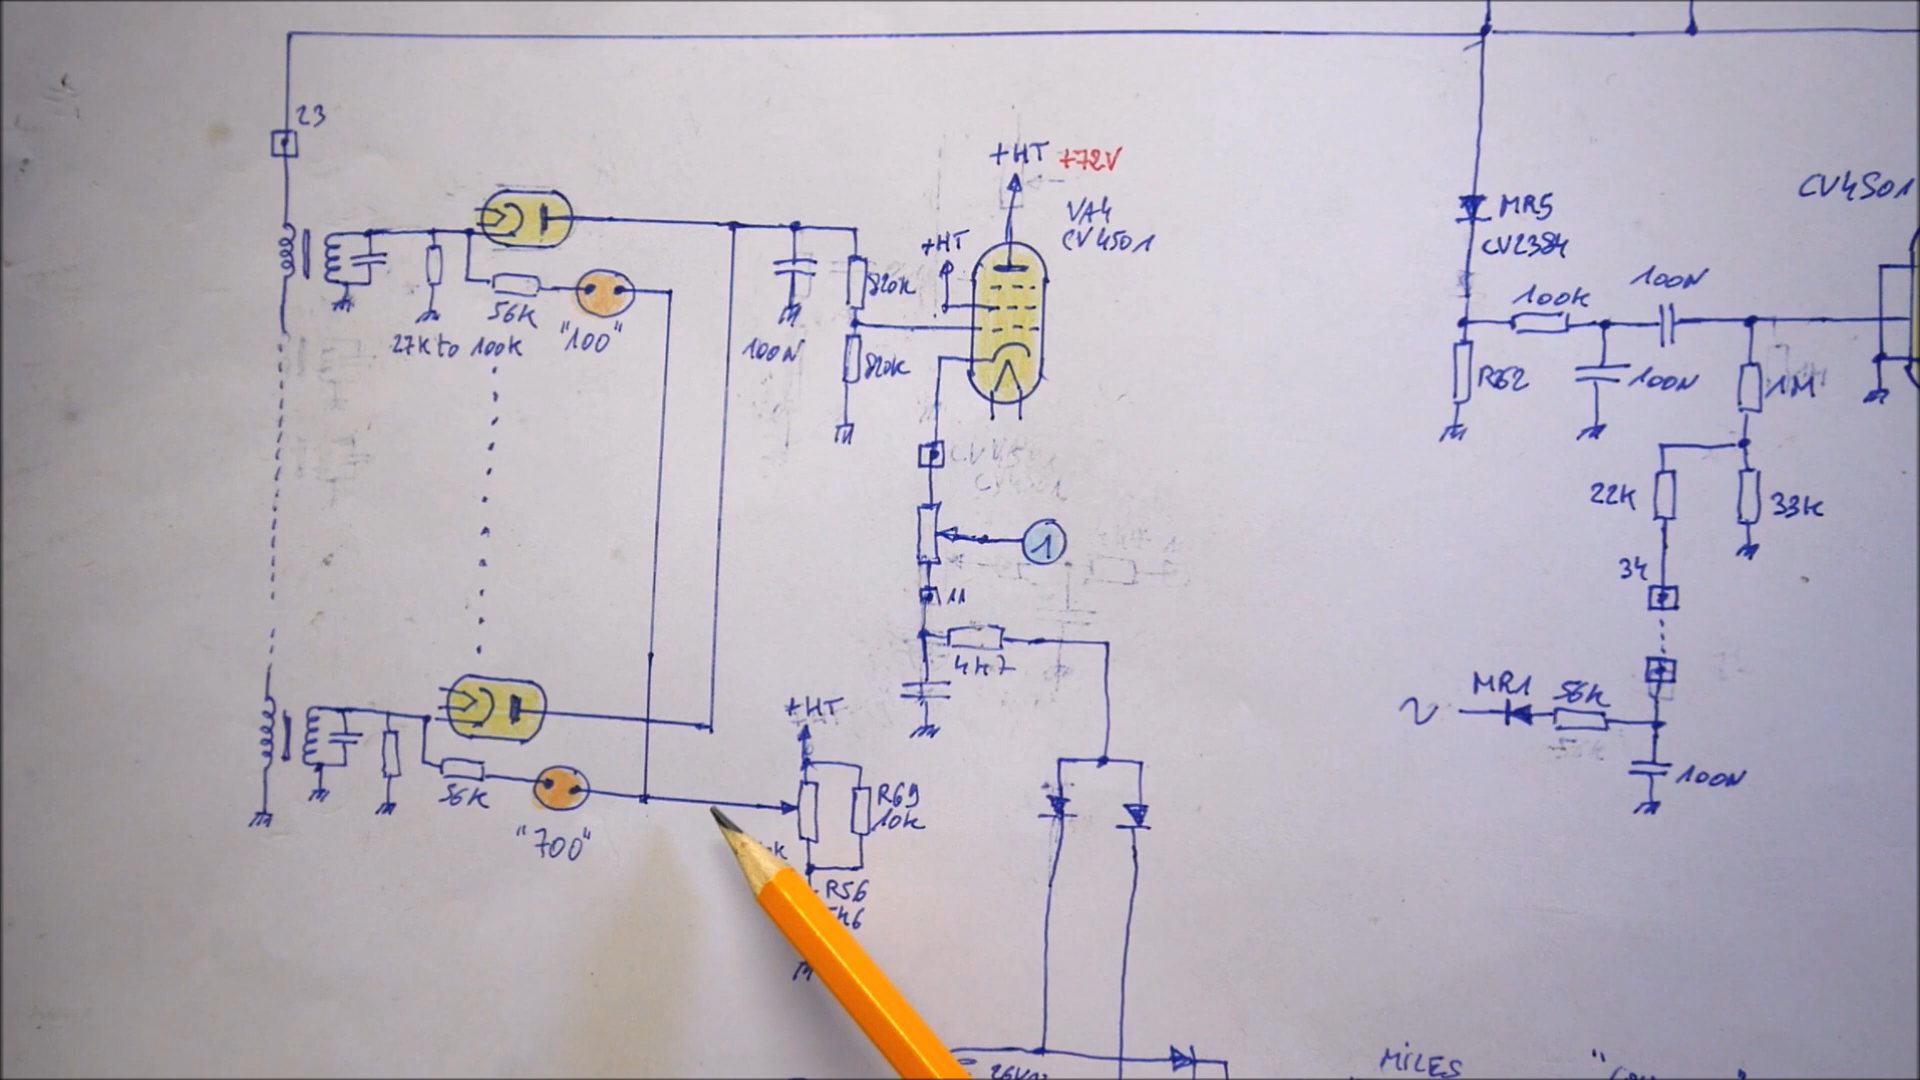 23
+HT +72V
VA4
CV4501
+HT
56K
"100"
27K to 100K
100N
820K
820K
11
1
4k7
56K
"700"
+HT
R69
10K
R56
MR5
CV2384
CV4501
100K
100N
R62
100N
1M
22K
33K
34
MR1
56K
100N
MILES